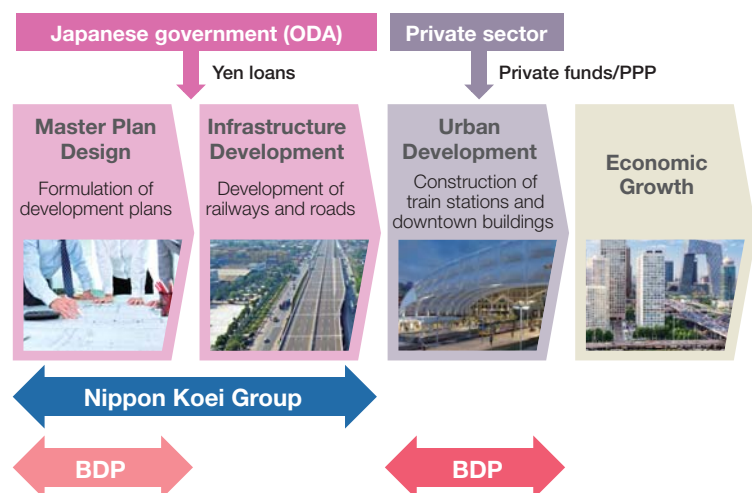 Japanese government (ODA)
Private sector
Yen loans
Private funds/PPP
Master Plan
Design
Formulation of
development plans
Infrastructure
Development
Development of
railways and roads
Urban
Development
Construction of
train stations and
downtown buildings
Economic
Growth
Nippon Koei Group
BDP
BDP